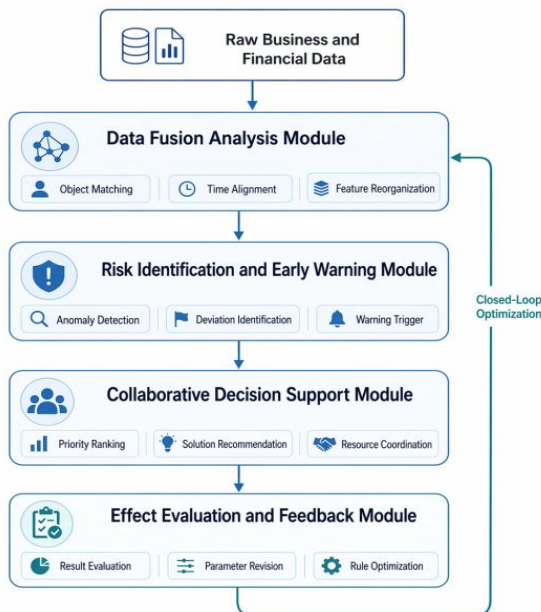 Raw Business and
Financial Data
Data Fusion Analysis Module
Object Matching
Time Alignment
Feature Reorganization
Risk Identification and Early Warning Module
Anomaly Detection
Deviation Identification
Warning Trigger
Closed-Loop
Optimization
Collaborative Decision Support Module
Priority Ranking
Solution Recommendation
Resource Coordination
Effect Evaluation and Feedback Module
Result Evaluation
Parameter Revision
Rule Optimization